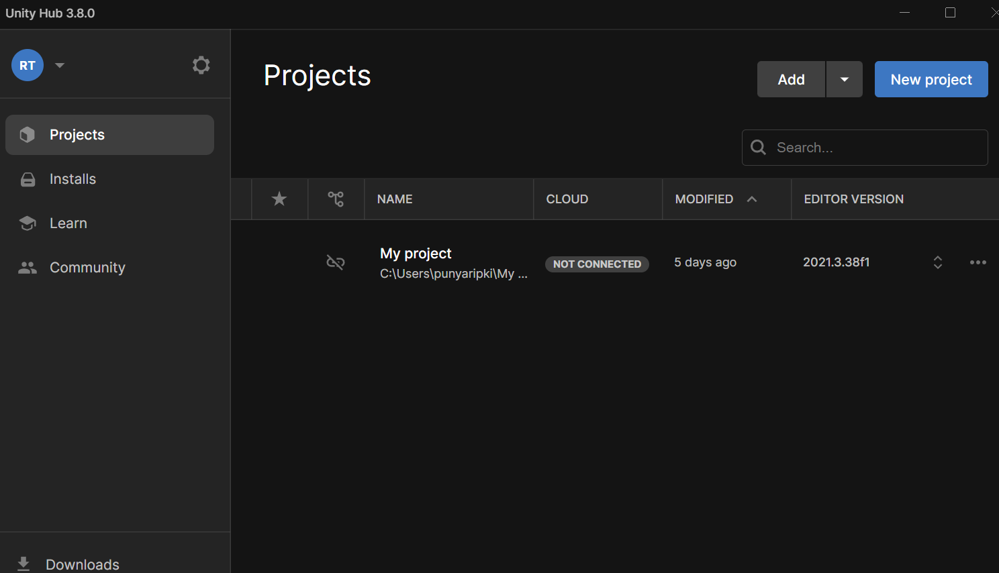 Unity Hub 3.8.0
RT
Projects
Add
New project
Projects
Installs
Learn
Community
Search...
NAME
CLOUD
MODIFIED
EDITOR VERSION
My project
C:\Users\punyaripki\My ...
NOT CONNECTED
5 days ago
2021.3.38f1
Downloads